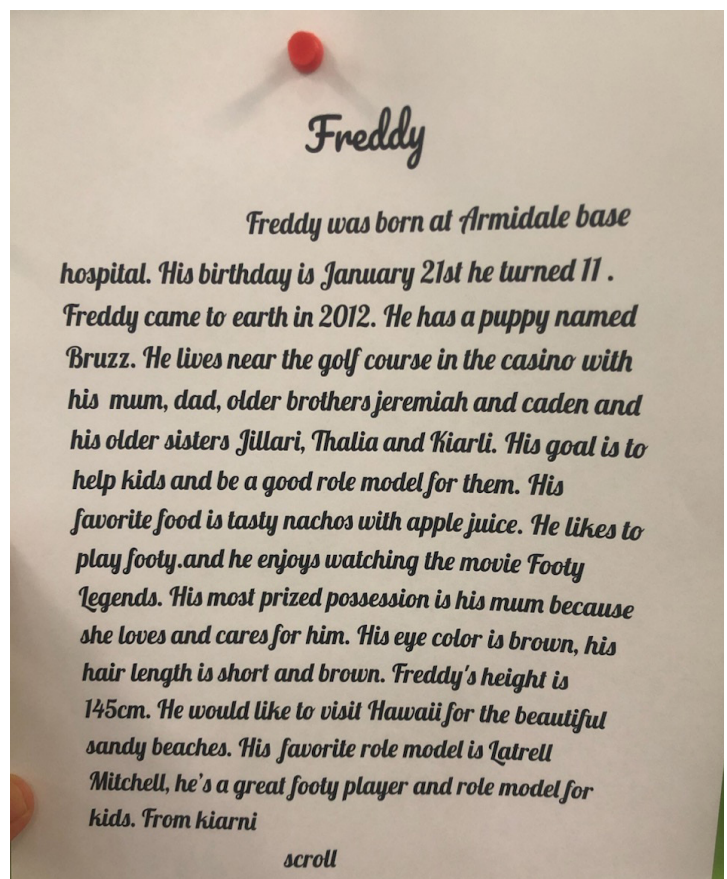 Freddy
Freddy was born at Armidale base
hospital. His birthday is January 21st he turned 11 .
Freddy came to earth in 2012. He has a puppy named
Bruzz. He lives near the golf course in the casino with
his mum, dad, older brothers jeremiah and caden and
his older sisters Jillari, Thalia and Kiarli. His goal is to
help kids and be a good role model for them. His
favorite food is tasty nachos with apple juice. He likes to
play footy.and he enjoys watching the movie Footy
Legends. His most prized possession is his mum because
she loves and cares for him. His eye color is brown, his
hair length is short and brown. Freddy's height is
145cm. He would like to visit Hawaii for the beautiful
sandy beaches. His favorite role model is Latrell
Mitchell, he's a great footy player and role model for
kids. From kiarni
scroll